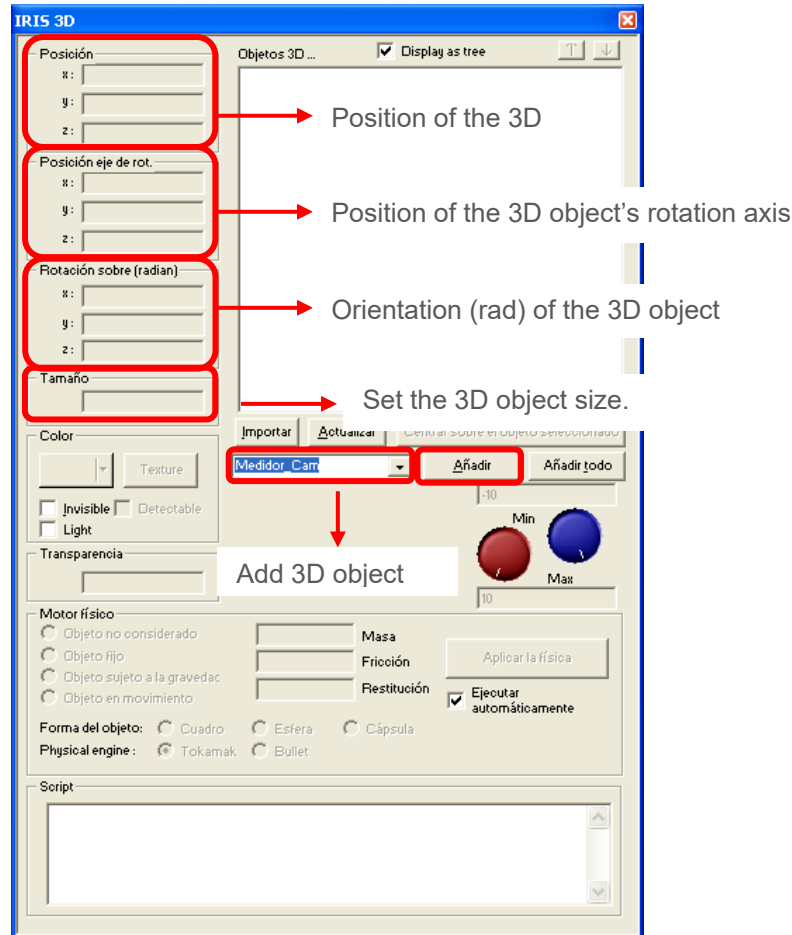 IRIS 3D
Posición
x:
y:
z:
Objetos 3D ...
Display as tree
Position of the 3D
Posición eje de rot.
x:
y:
z:
Position of the 3D object's rotation axis
Rotación sobre (radian)
x:
y:
z:
Orientation (rad) of the 3D object
Tamaño
Set the 3D object size.
Importar
Actualizar
Central sobre el objeto seleccionado
Color
Texture
Medidor_Cam
Añadir
Añadir todo
Invisible
Detectable
Light
-10
Min
Max
10
Transparencia
Add 3D object
Motor físico
Objeto no considerado
Objeto fijo
Objeto sujeto a la gravedac
Objeto en movimiento
Masa
Fricción
Restitución
Aplicar la física
Ejecutar
automáticamente
Forma del objeto:
Cuadro
Esfera
Cápsula
Physical engine :
Tokamak
Bullet
Script